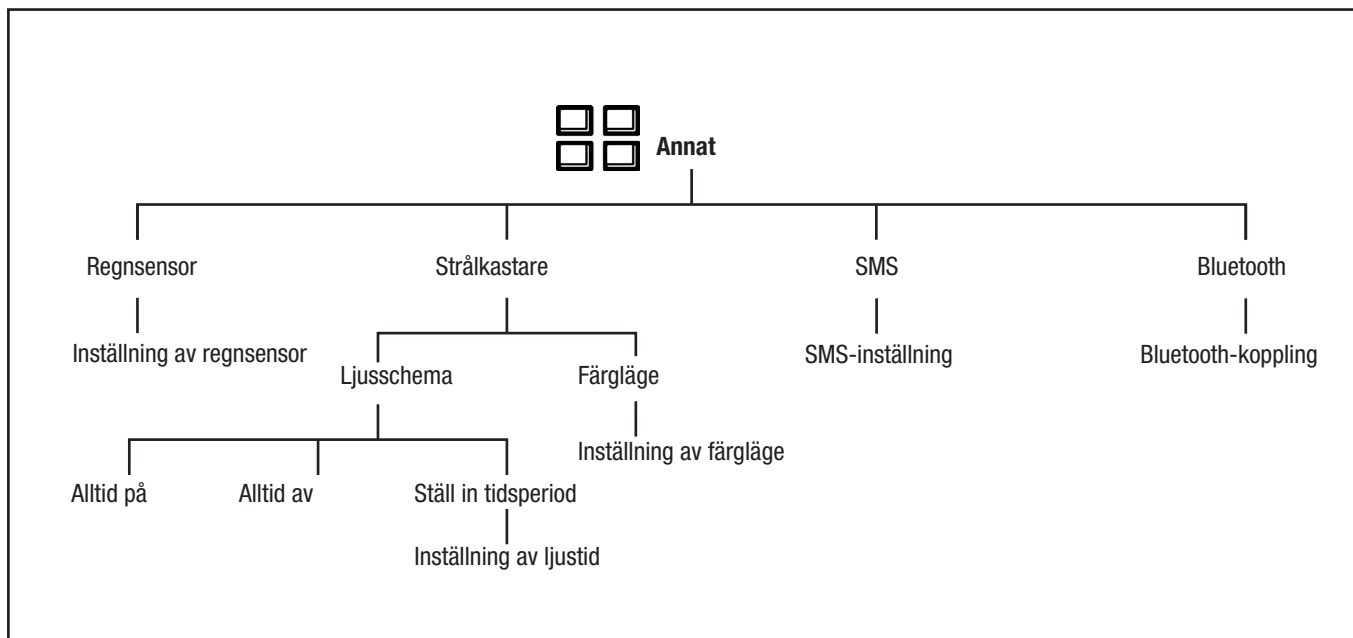 Annat
Regnsensor
Strålkastare
SMS
Bluetooth
Inställning av regnsensor
Ljusschema
Färgläge
SMS-inställning
Bluetooth-koppling
Inställning av färgläge
Alltid på
Alltid av
Ställ in tidsperiod
Inställning av ljustid